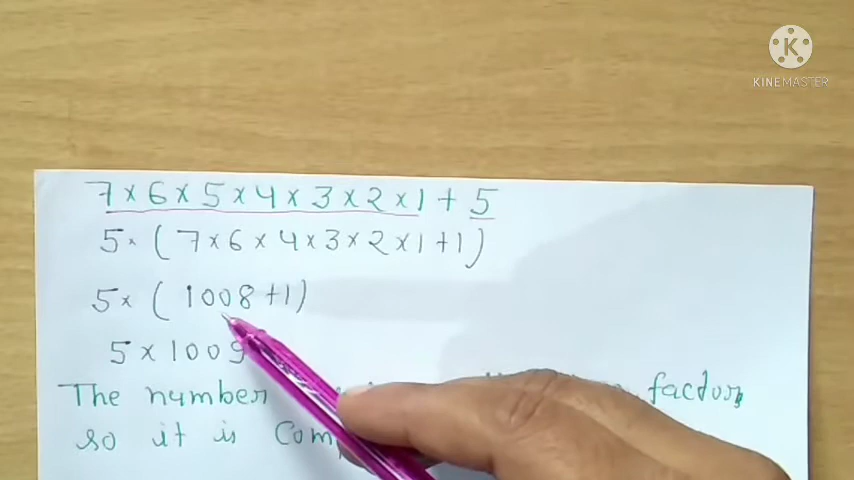 K
KINEMASTER
7×6×5×4×3×2×1+5
5×(7×6×4×3×2×1+1)
5×(1008+1)
5×1009
The number factors
so it is Com